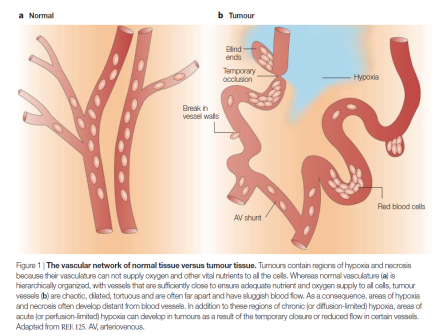 a Normal
b Tumour
Blind
ends
Temporary
occlusion
Hypoxia
Break in
vessel walls
Red blood cells
AV shunt
Figure 1 | The vascular network of normal tissue versus tumour tissue. Tumours contain regions of hypoxia and necrosis
because their vasculature can not supply oxygen and other vital nutrients to all the cells. Whereas normal vasculature (a) is
hierarchically organized, with vessels that are sufficiently close to ensure adequate nutrient and oxygen supply to all cells, tumour
vessels (b) are chaotic, dilated, tortuous and are often far apart and have sluggish blood flow. As a consequence, areas of hypoxia
and necrosis often develop distant from blood vessels. In addition to these regions of chronic (or diffusion-limited) hypoxia, areas of
acute (or perfusion-limited) hypoxia can develop in tumours as a result of the temporary closure or reduced flow in certain vessels.
Adapted from REF. 125. AV, arteriovenous.